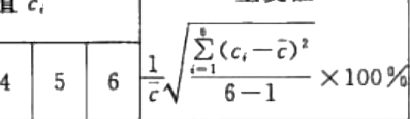 值 c_i
4 5 6 \frac{1}{\bar{c}}\sqrt{\frac{\sum_{i=1}^{6}(c_i-\bar{c})^2}{6-1}}×100%